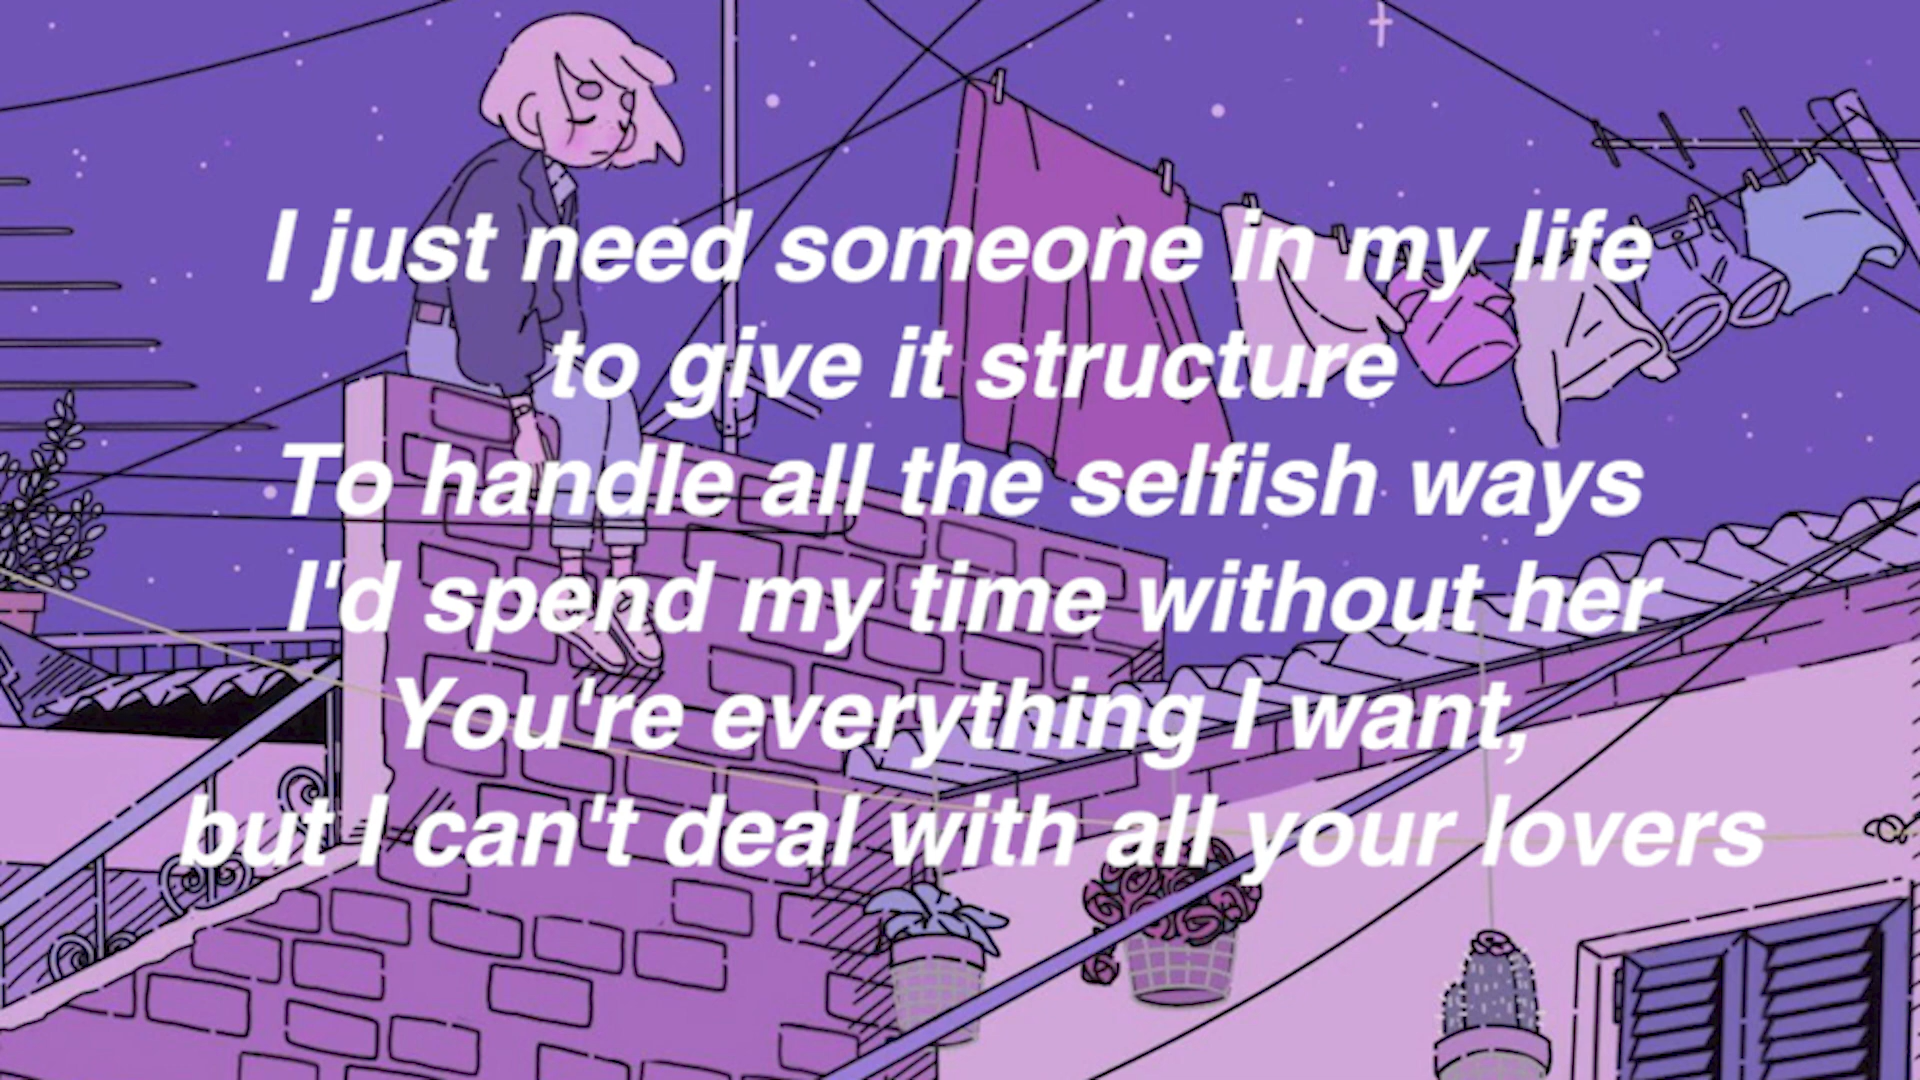 I just need someone in my life
to give it structure
To handle all the selfish ways
I'd spend my time without her
You're everything I want,
but I can't deal with all your lovers